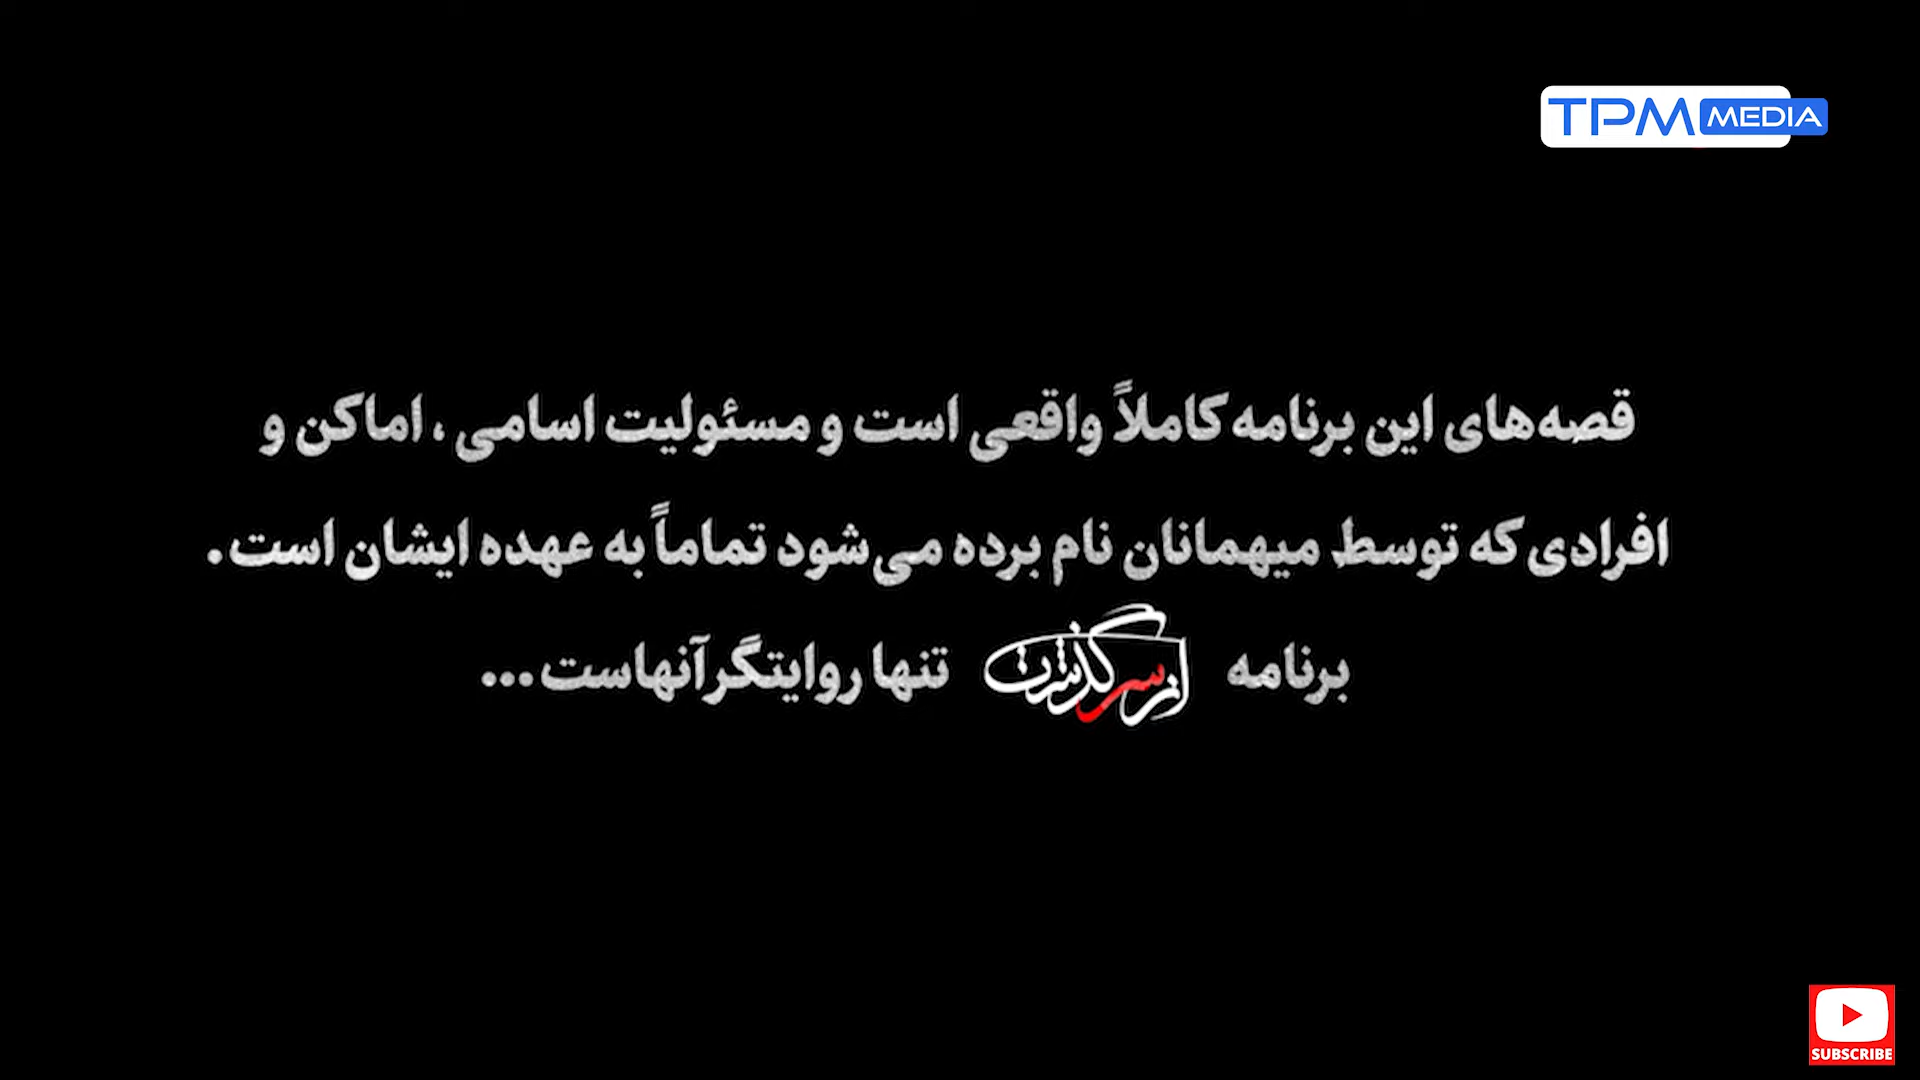 TPM MEDIA
قصه‌های این برنامه کاملاً واقعی است و مسئولیت اسامی ، اماکن و
افرادی که توسط میهمانان نام برده می‌شود تماماً به عهده ایشان است.
برنامه از سرگذشت تنها روایتگر آنهاست ...
SUBSCRIBE